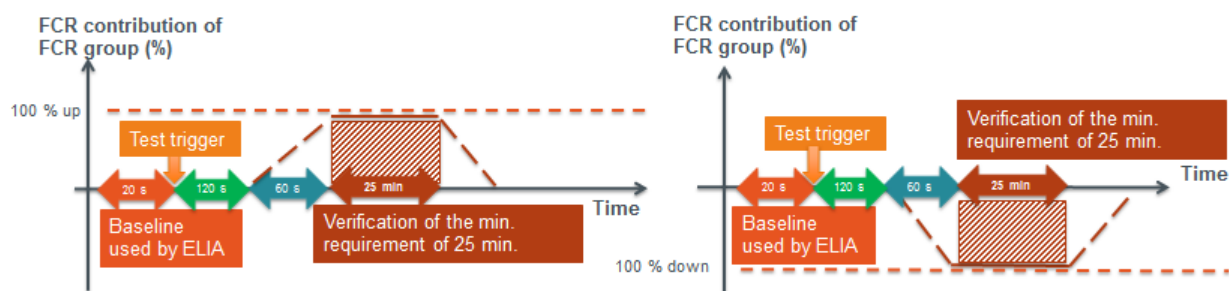 FCR contribution of
FCR group (%)
100 % up
Test trigger
20 s
120 s
60 s
25 min
Time
Baseline
used by ELIA
Verification of the min.
requirement of 25 min.
FCR contribution of
FCR group (%)
Verification of the min.
requirement of 25 min.
Test trigger
20 s
120 s
60 s
25 min
Time
Baseline
used by ELIA
100 % down